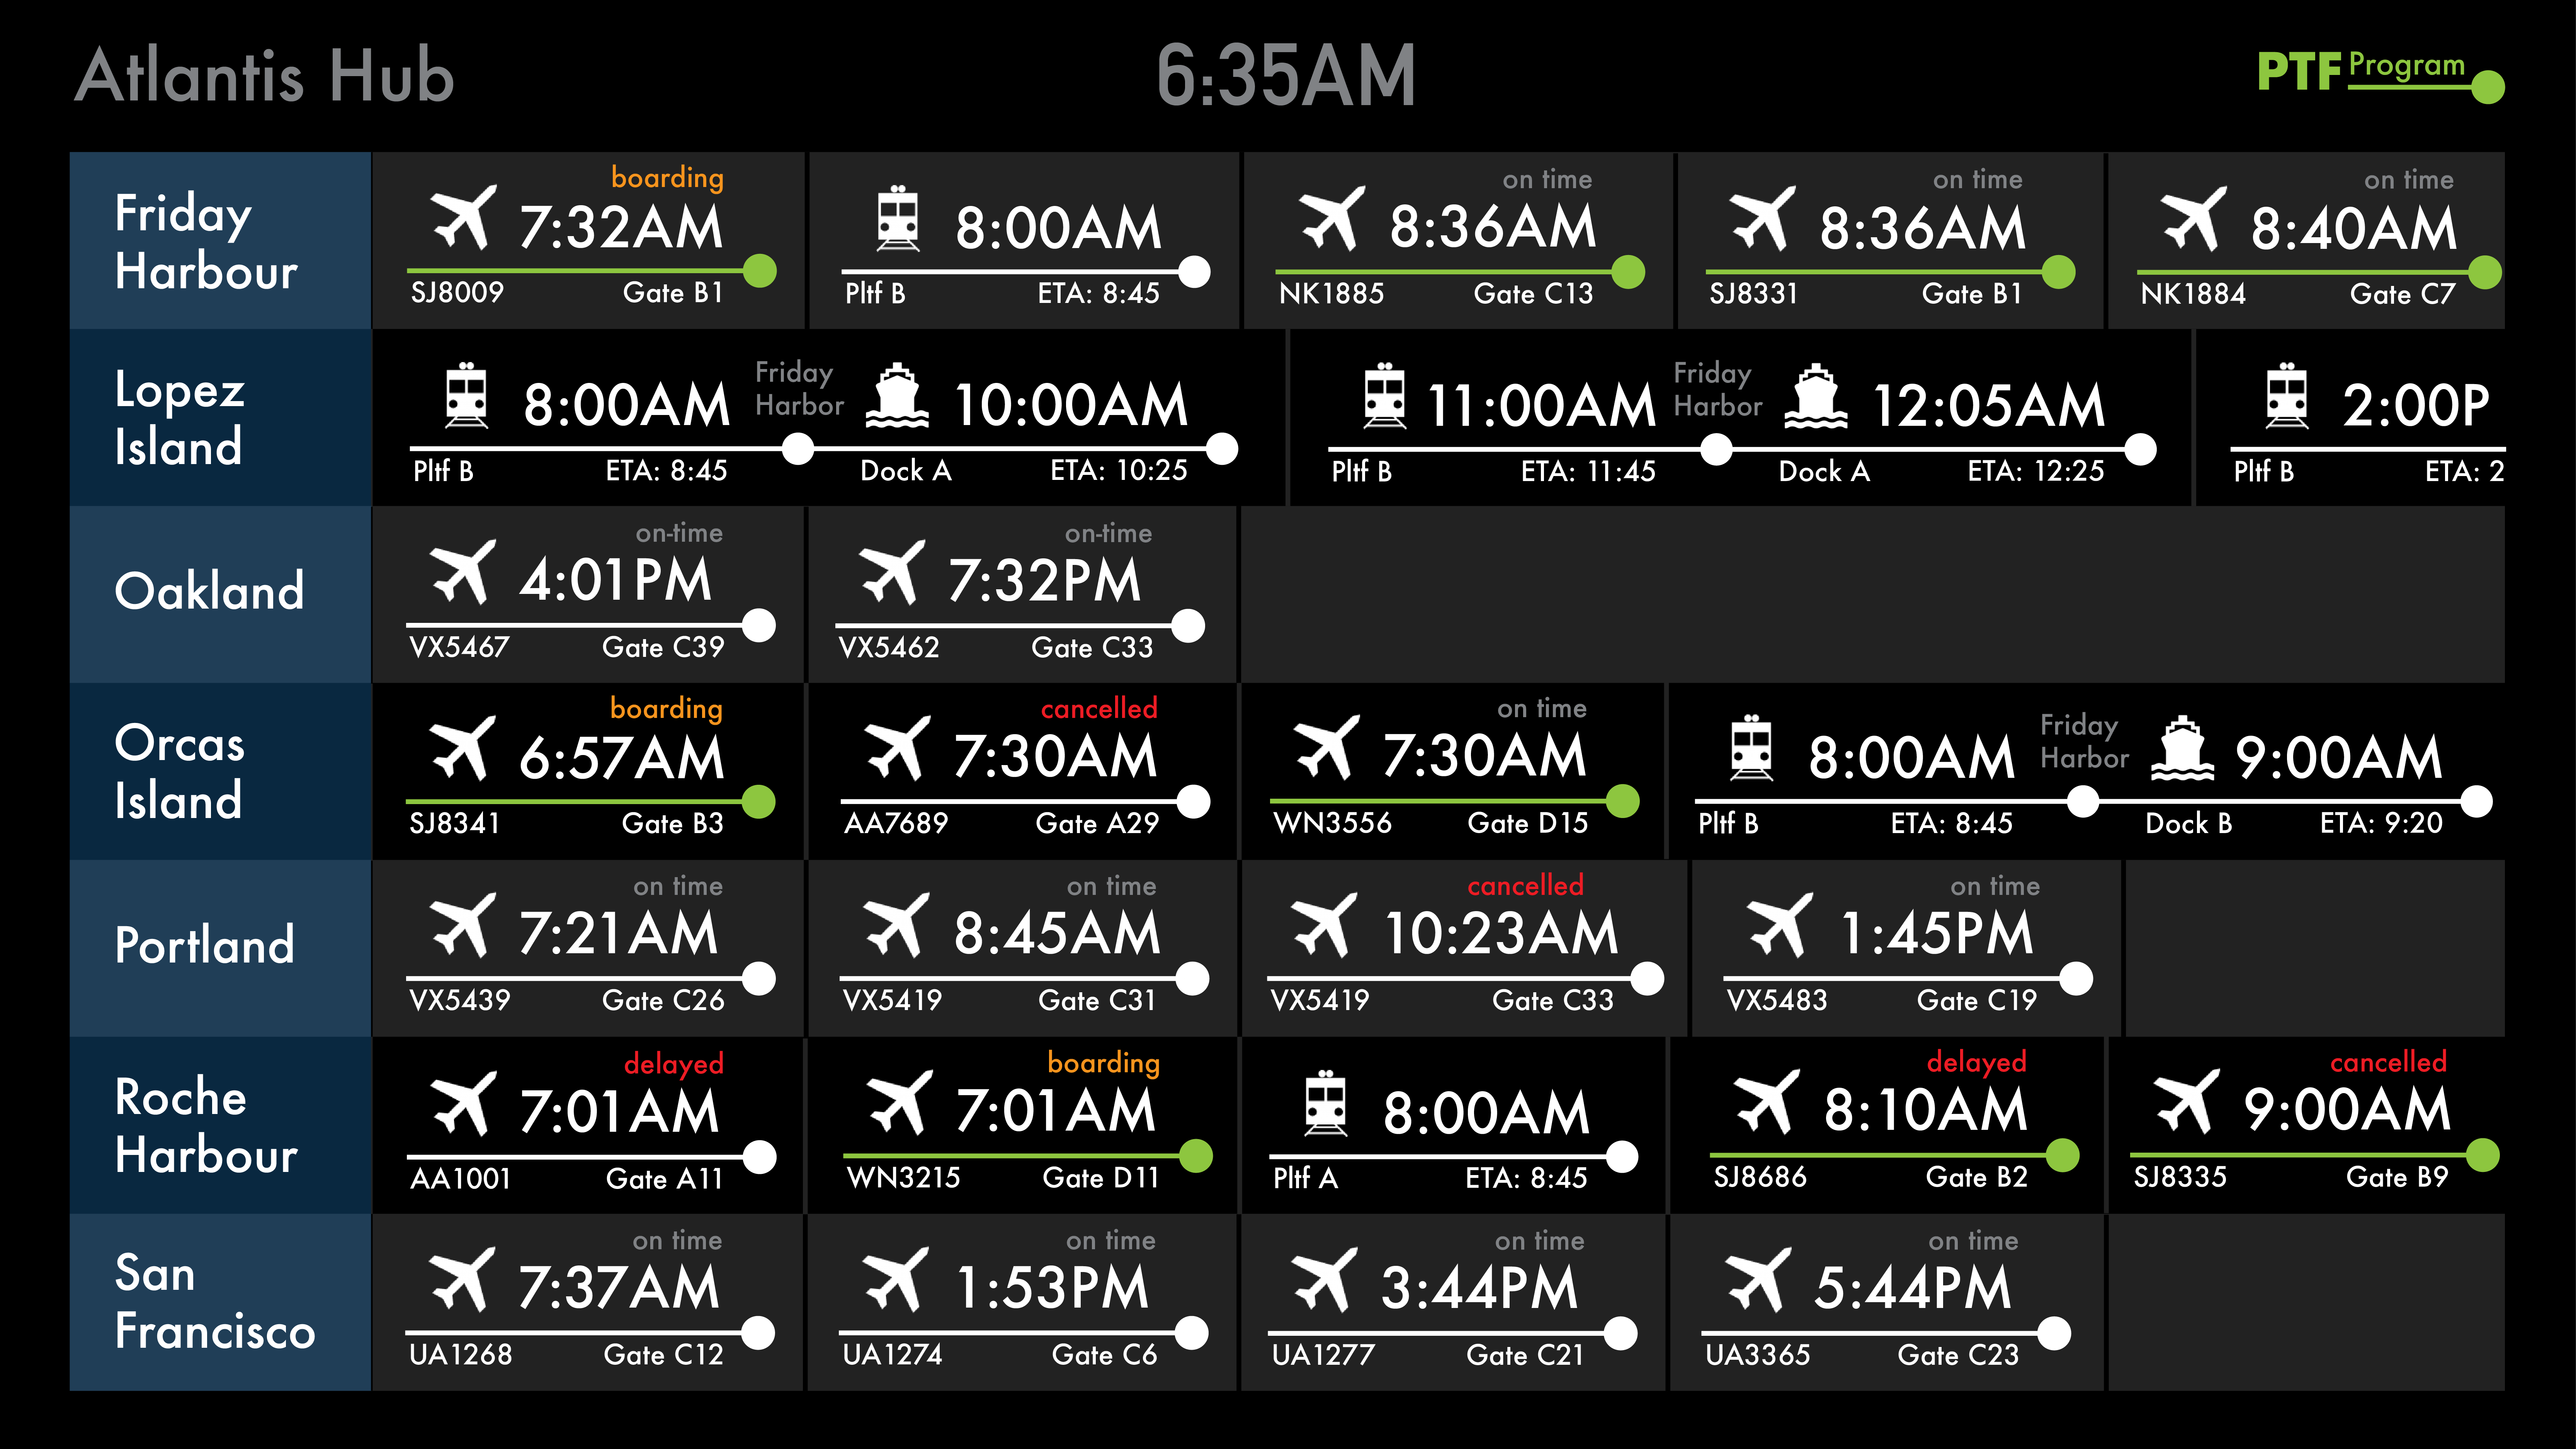 Atlantis Hub
6:35AM
PTF Program
Friday
Harbour
boarding
7:32AM
SJ8009 Gate B1
8:00AM
Pltf B ETA: 8:45
on time
8:36AM
NK1885 Gate C13
on time
8:36AM
SJ8331 Gate B1
on time
8:40AM
NK1884 Gate C7
Lopez
Island
8:00AM
Pltf B ETA: 8:45
Friday
Harbor
10:00AM
Dock A ETA: 10:25
11:00AM
Pltf B ETA: 11:45
Friday
Harbor
12:05AM
Dock A ETA: 12:25
2:00P
Pltf B ETA: 2
Oakland
on-time
4:01PM
VX5467 Gate C39
on-time
7:32PM
VX5462 Gate C33
Orcas
Island
boarding
6:57AM
SJ8341 Gate B3
cancelled
7:30AM
AA7689 Gate A29
on time
7:30AM
WN3556 Gate D15
8:00AM
Pltf B ETA: 8:45
Friday
Harbor
9:00AM
Dock B ETA: 9:20
Portland
on time
7:21AM
VX5439 Gate C26
on time
8:45AM
VX5419 Gate C31
cancelled
10:23AM
VX5419 Gate C33
on time
1:45PM
VX5483 Gate C19
Roche
Harbour
delayed
7:01AM
AA1001 Gate A11
boarding
7:01AM
WN3215 Gate D11
8:00AM
Pltf A ETA: 8:45
delayed
8:10AM
SJ8686 Gate B2
cancelled
9:00AM
SJ8335 Gate B9
San
Francisco
on time
7:37AM
UA1268 Gate C12
on time
1:53PM
UA1274 Gate C6
on time
3:44PM
UA1277 Gate C21
on time
5:44PM
UA3365 Gate C23